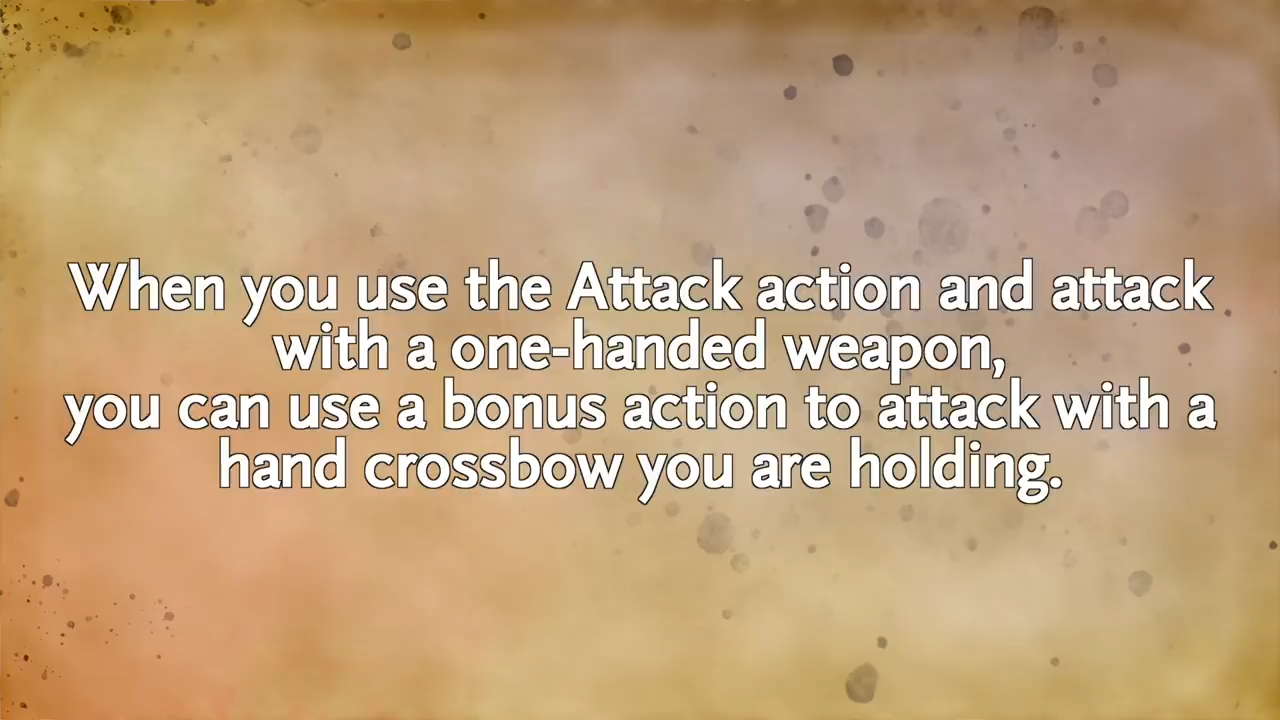 When you use the Attack action and attack
with a one-handed weapon,
you can use a bonus action to attack with a
hand crossbow you are holding.